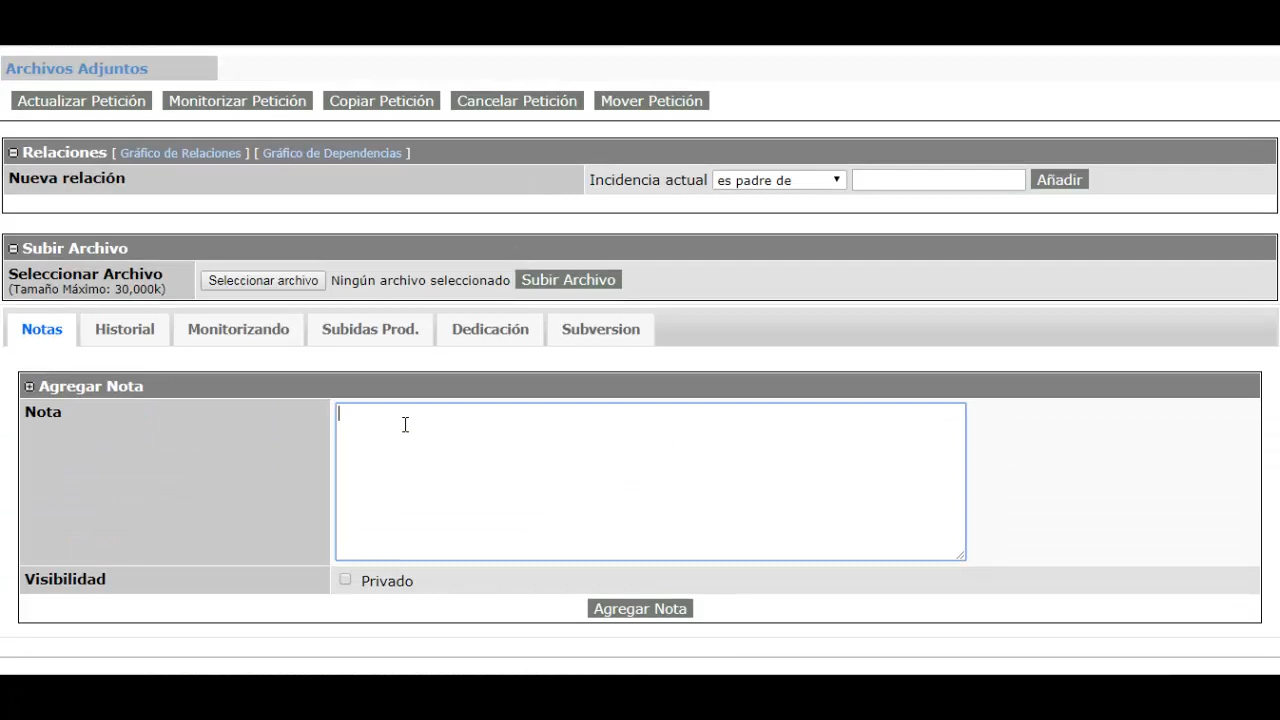 Archivos Adjuntos
Actualizar Petición Monitorizar Petición Copiar Petición Cancelar Petición Mover Petición
Relaciones [ Gráfico de Relaciones ] [ Gráfico de Dependencias ]
Nueva relación Incidencia actual es padre de Añadir
Subir Archivo
Seleccionar Archivo Seleccionar archivo Ningún archivo seleccionado Subir Archivo
(Tamaño Máximo: 30,000k)
Notas Historial Monitorizando Subidas Prod. Dedicación Subversion
Agregar Nota
Nota
Visibilidad Privado
Agregar Nota